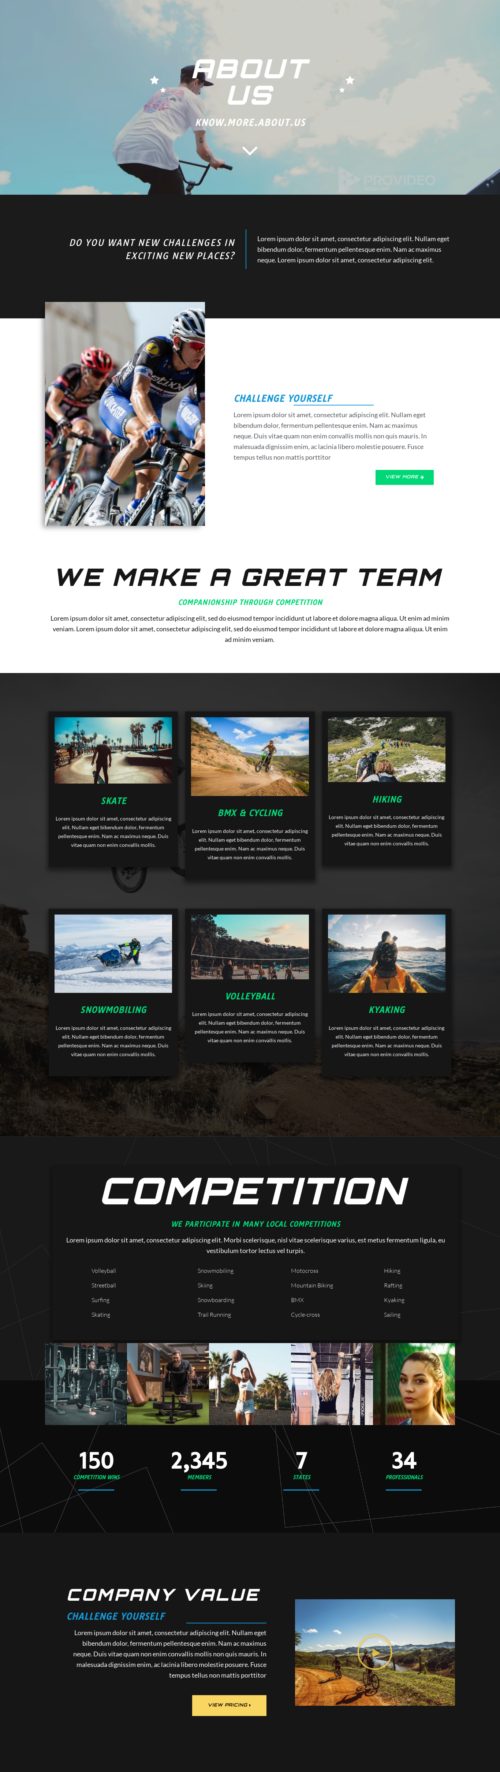 ABOUT
US
KNOW.MORE.ABOUT.US
PROVIDEO
DO YOU WANT NEW CHALLENGES IN
EXCITING NEW PLACES?
Lorem ipsum dolor sit amet, consectetur adipiscing elit. Nullam eget
bibendum dolor, fermentum pellentesque enim. Nam ac maximus
neque. Lorem ipsum dolor sit amet, consectetur adipiscing elit.
CHALLENGE YOURSELF
Lorem ipsum dolor sit amet, consectetur adipiscing elit. Nullam eget
bibendum dolor, fermentum pellentesque enim. Nam ac maximus
neque. Duis vitae quam non enim convallis mollis non quis mauris. In
malesuada dignissim enim, ac lacinia libero molestie posuere. Fusce
tempus tellus non mattis porttitor
VIEW MORE
WE MAKE A GREAT TEAM
COMPANIONSHIP THROUGH COMPETITION
Lorem ipsum dolor sit amet, consectetur adipiscing elit, sed do eiusmod tempor incididunt ut labore et dolore magna aliqua. Ut enim ad minim
veniam. Lorem ipsum dolor sit amet, consectetur adipiscing elit, sed do eiusmod tempor incididunt ut labore et dolore magna aliqua. Ut enim
ad minim veniam.
SKATE
Lorem ipsum dolor sit amet, consectetur adipiscing
elit. Nullam eget bibendum dolor, fermentum
pellentesque enim. Nam ac maximus neque. Duis
vitae quam non enim convallis mollis.
BMX & CYCLING
Lorem ipsum dolor sit amet, consectetur adipiscing
elit. Nullam eget bibendum dolor, fermentum
pellentesque enim. Nam ac maximus neque. Duis
vitae quam non enim convallis mollis.
HIKING
Lorem ipsum dolor sit amet, consectetur adipiscing
elit. Nullam eget bibendum dolor, fermentum
pellentesque enim. Nam ac maximus neque. Duis
vitae quam non enim convallis mollis.
SNOWMOBILING
Lorem ipsum dolor sit amet, consectetur adipiscing
elit. Nullam eget bibendum dolor, fermentum
pellentesque enim. Nam ac maximus neque. Duis
vitae quam non enim convallis mollis.
VOLLEYBALL
Lorem ipsum dolor sit amet, consectetur adipiscing
elit. Nullam eget bibendum dolor, fermentum
pellentesque enim. Nam ac maximus neque. Duis
vitae quam non enim convallis mollis.
KYAKING
Lorem ipsum dolor sit amet, consectetur adipiscing
elit. Nullam eget bibendum dolor, fermentum
pellentesque enim. Nam ac maximus neque. Duis
vitae quam non enim convallis mollis.
COMPETITION
WE PARTICIPATE IN MANY LOCAL COMPETITIONS
Lorem ipsum dolor sit amet, consectetur adipiscing elit. Morbi scelerisque, nisl vitae scelerisque varius, est metus fermentum ligula, eu
vestibulum tortor lectus vel turpis.
Volleyball
Streetball
Surfing
Skating
Snowmobiling
Skiing
Snowboarding
Trail Running
Motocross
Mountain Biking
BMX
Cycle-cross
Hiking
Rafting
Kyaking
Sailing
150
COMPETITION WINS
2,345
MEMBERS
7
STATES
34
PROFESSIONALS
COMPANY VALUE
CHALLENGE YOURSELF
Lorem ipsum dolor sit amet, consectetur adipiscing elit. Nullam eget
bibendum dolor, fermentum pellentesque enim. Nam ac maximus
neque. Duis vitae quam non enim convallis mollis non quis mauris. In
malesuada dignissim enim, ac lacinia libero molestie posuere. Fusce
tempus tellus non mattis porttitor
VIEW PRICING